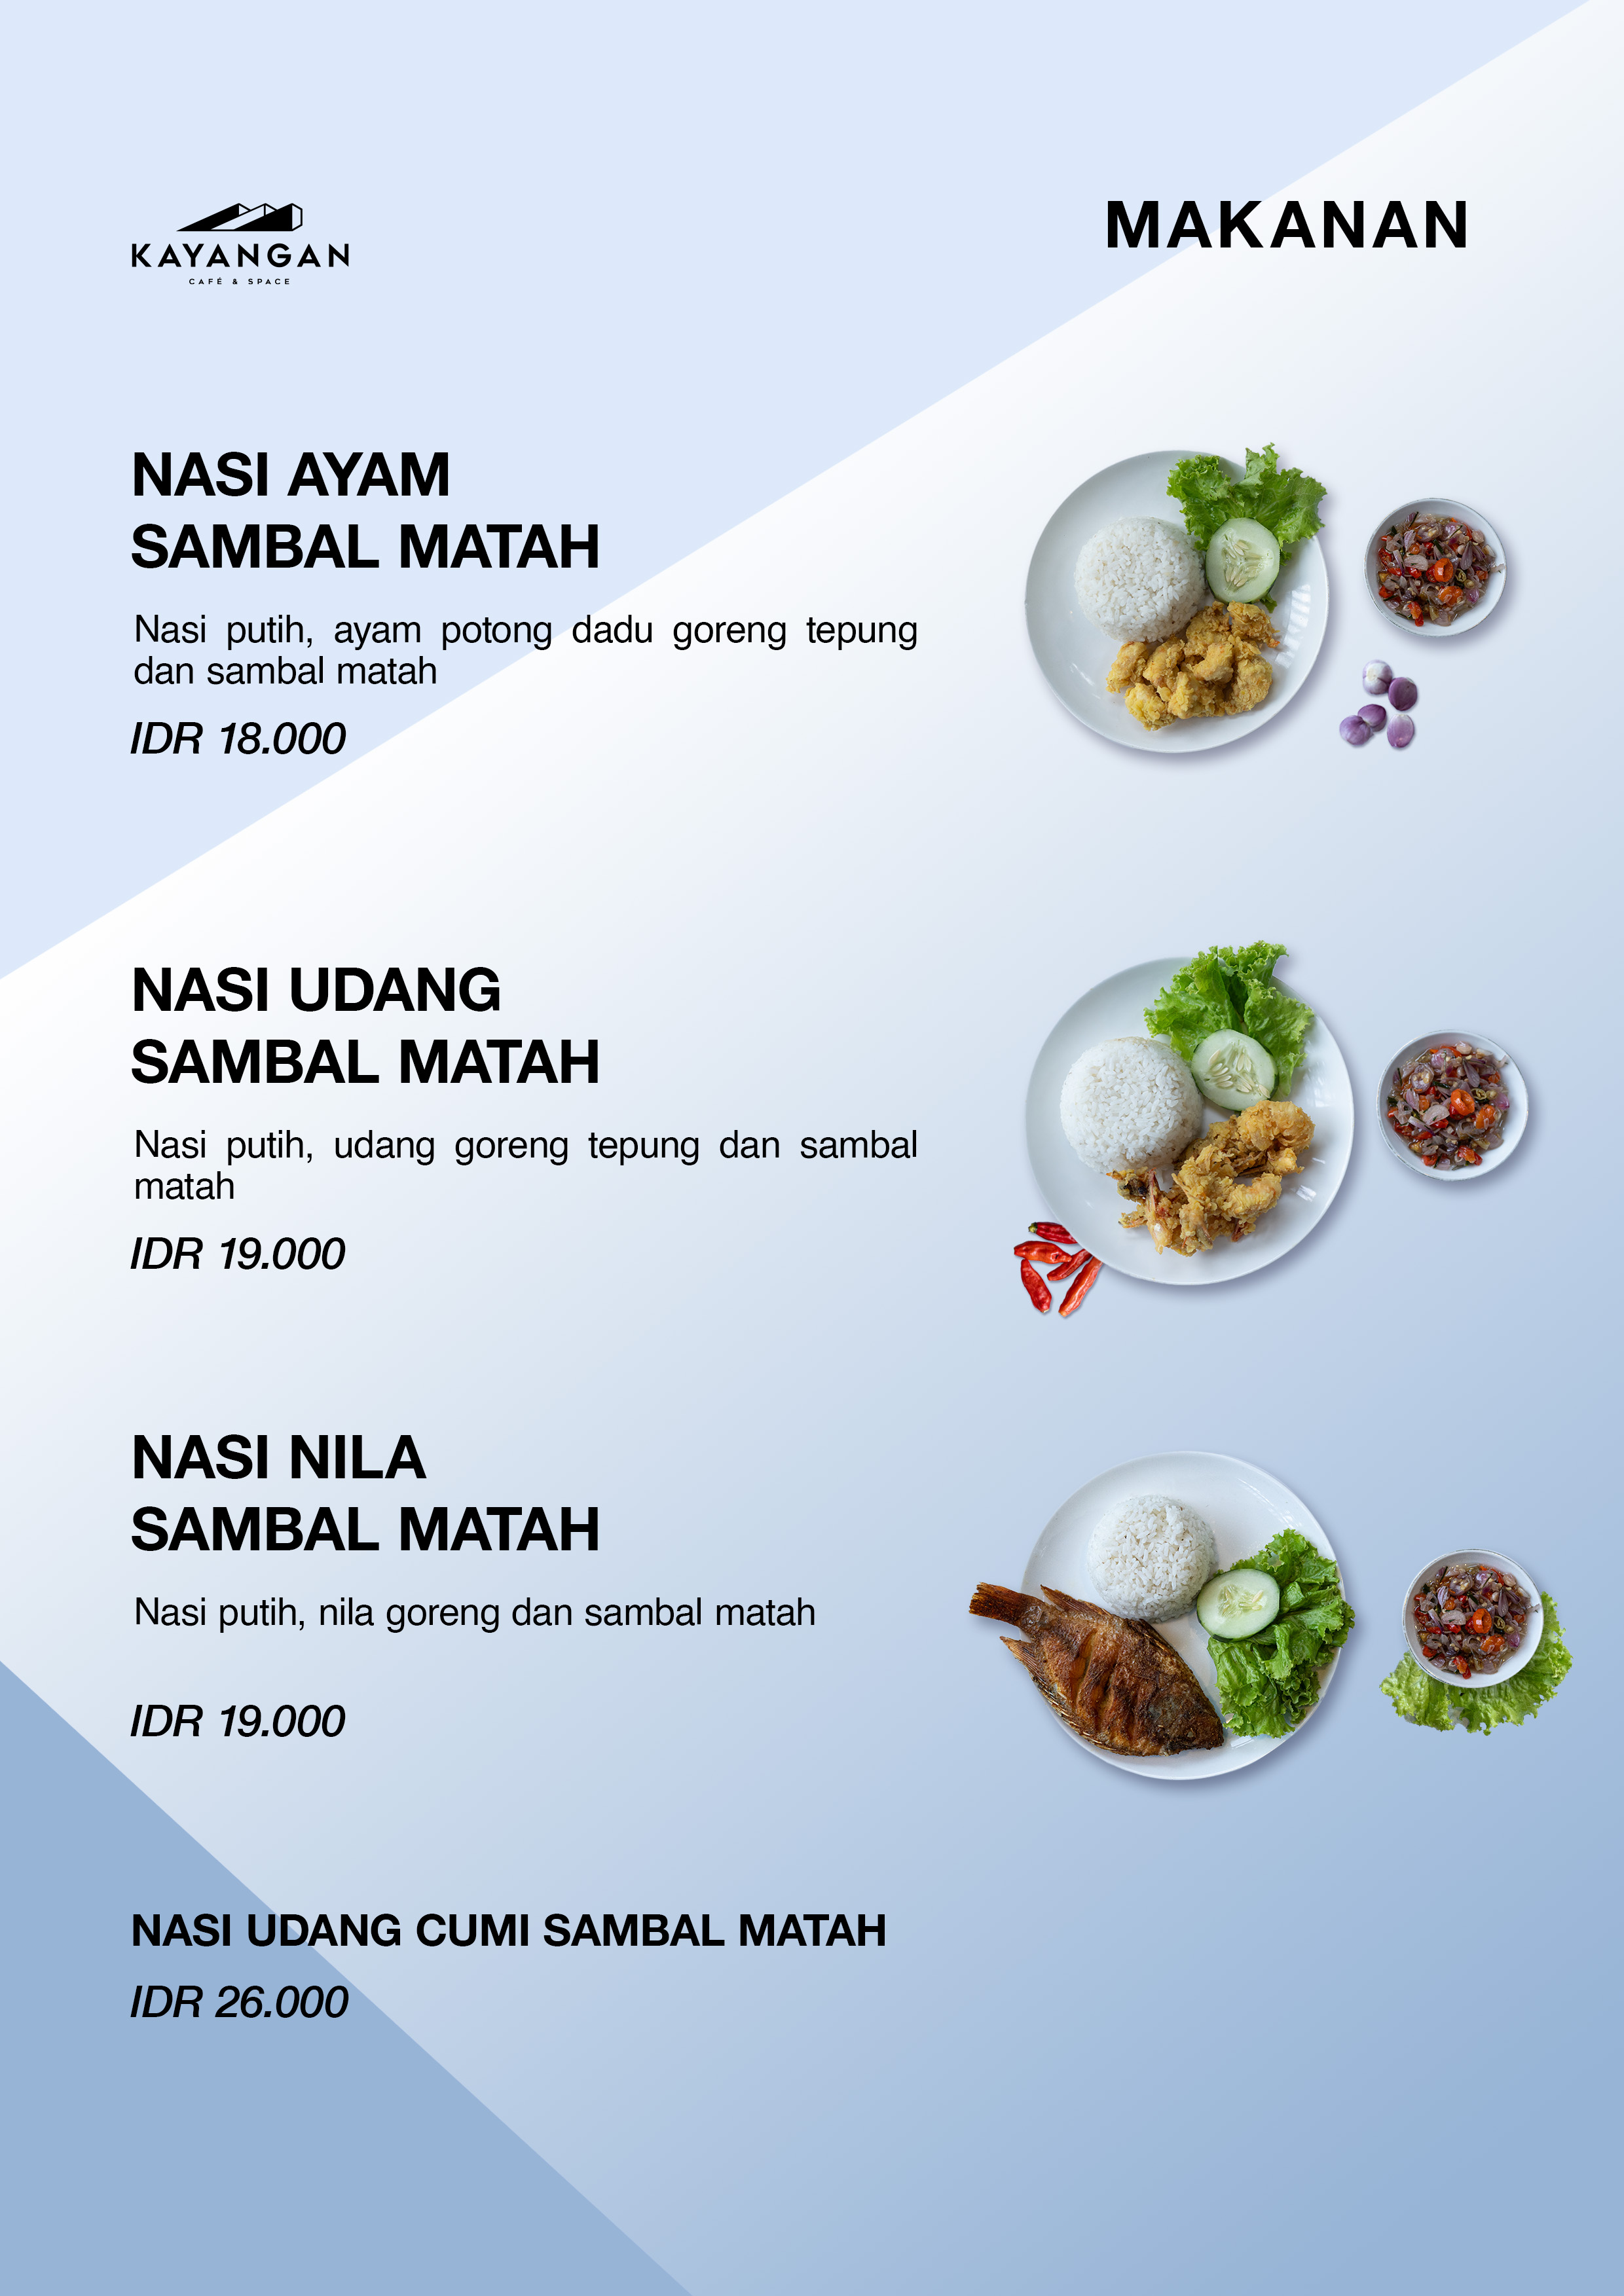 KAYANGAN
CAFÉ & SPACE
MAKANAN
NASI AYAM
SAMBAL MATAH
Nasi putih, ayam potong dadu goreng tepung
dan sambal matah
IDR 18.000
NASI UDANG
SAMBAL MATAH
Nasi putih, udang goreng tepung dan sambal
matah
IDR 19.000
NASI NILA
SAMBAL MATAH
Nasi putih, nila goreng dan sambal matah
IDR 19.000
NASI UDANG CUMI SAMBAL MATAH
IDR 26.000